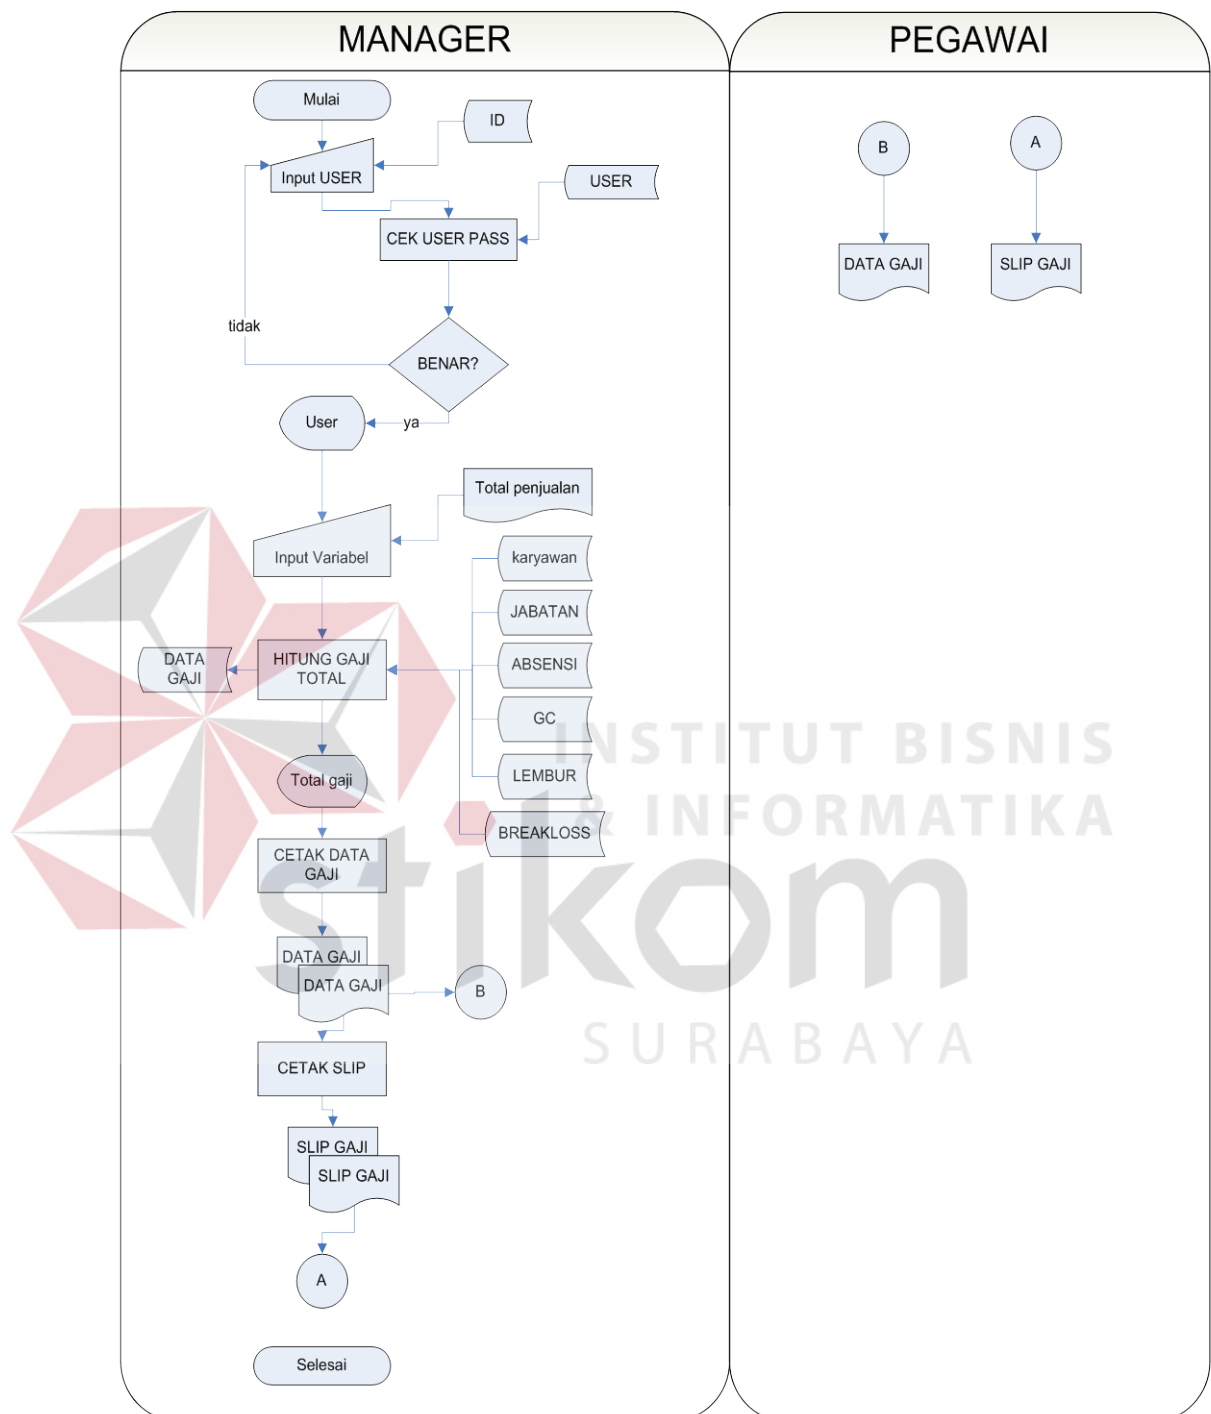 MANAGER
PEGAWAI
Mulai
ID
Input USER
USER
CEK USER PASS
tidak
BENAR?
User
ya
Total penjualan
Input Variabel
karyawan
JABATAN
ABSENSI
GC
LEMBUR
BREAKLOSS
DATA
GAJI
HITUNG GAJI
TOTAL
Total gaji
CETAK DATA
GAJI
DATA GAJI
DATA GAJI
B
CETAK SLIP
SLIP GAJI
SLIP GAJI
A
Selesai
B
A
DATA GAJI
SLIP GAJI
INSTITUT BISNIS
& INFORMATIKA
stikom
SURABAYA